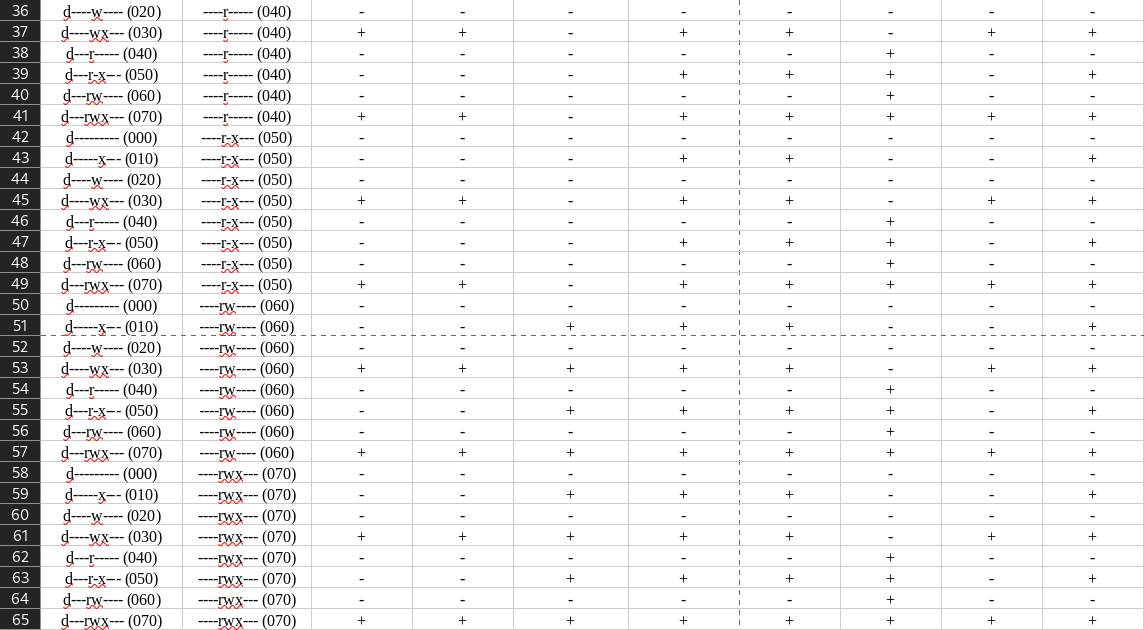 36 d----w---- (020) ----r----- (040) - - - - - - - -
37 d----wx--- (030) ----r----- (040) + + - + + - + +
38 d---r----- (040) ----r----- (040) - - - - - + - -
39 d---r-x--- (050) ----r----- (040) - - - + + + - +
40 d---rw---- (060) ----r----- (040) - - - - - + - -
41 d---rwx--- (070) ----r----- (040) + + - + + + + +
42 d--------- (000) ----r-x--- (050) - - - - - - - -
43 d-----x--- (010) ----r-x--- (050) - - - + + - - +
44 d----w---- (020) ----r-x--- (050) - - - - - - - -
45 d----wx--- (030) ----r-x--- (050) + + - + + - + +
46 d---r----- (040) ----r-x--- (050) - - - - - + - -
47 d---r-x--- (050) ----r-x--- (050) - - - + + + - +
48 d---rw---- (060) ----r-x--- (050) - - - - - + - -
49 d---rwx--- (070) ----r-x--- (050) + + - + + + + +
50 d--------- (000) ----rw---- (060) - - - - - - - -
51 d-----x--- (010) ----rw---- (060) - - + + + - - +
52 d----w---- (020) ----rw---- (060) - - - - - - - -
53 d----wx--- (030) ----rw---- (060) + + + + + - + +
54 d---r----- (040) ----rw---- (060) - - - - - + - -
55 d---r-x--- (050) ----rw---- (060) - - + + + + - +
56 d---rw---- (060) ----rw---- (060) - - - - - + - -
57 d---rwx--- (070) ----rw---- (060) + + + + + + + +
58 d--------- (000) ----rwx--- (070) - - - - - - - -
59 d-----x--- (010) ----rwx--- (070) - - + + + - - +
60 d----w---- (020) ----rwx--- (070) - - - - - - - -
61 d----wx--- (030) ----rwx--- (070) + + + + + - + +
62 d---r----- (040) ----rwx--- (070) - - - - - + - -
63 d---r-x--- (050) ----rwx--- (070) - - + + + + - +
64 d---rw---- (060) ----rwx--- (070) - - - - - + - -
65 d---rwx--- (070) ----rwx--- (070) + + + + + + + +